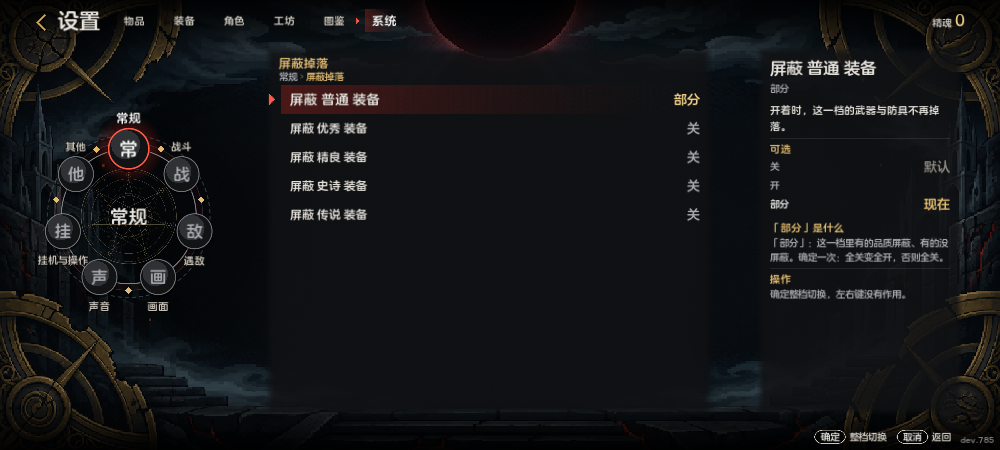 设置
物品 装备 角色 工坊 图鉴 系统
精魂 0
常规
常
其他
他
战斗
战
常规
挂
挂机与操作
敌
遇敌
声
声音
画
画面
屏蔽掉落
常规 › 屏蔽掉落
屏蔽 普通 装备 部分
屏蔽 优秀 装备 关
屏蔽 精良 装备 关
屏蔽 史诗 装备 关
屏蔽 传说 装备 关
屏蔽 普通 装备
部分
开着时，这一档的武器与防具不再掉
落。
可选
关 默认
开
部分 现在
「部分」是什么
「部分」：这一档里有的品质屏蔽、有的没
屏蔽。确定一次：全关变全开，否则全关。
操作
确定整档切换，左右键没有作用。
确定 整档切换 取消 返回
dev.785